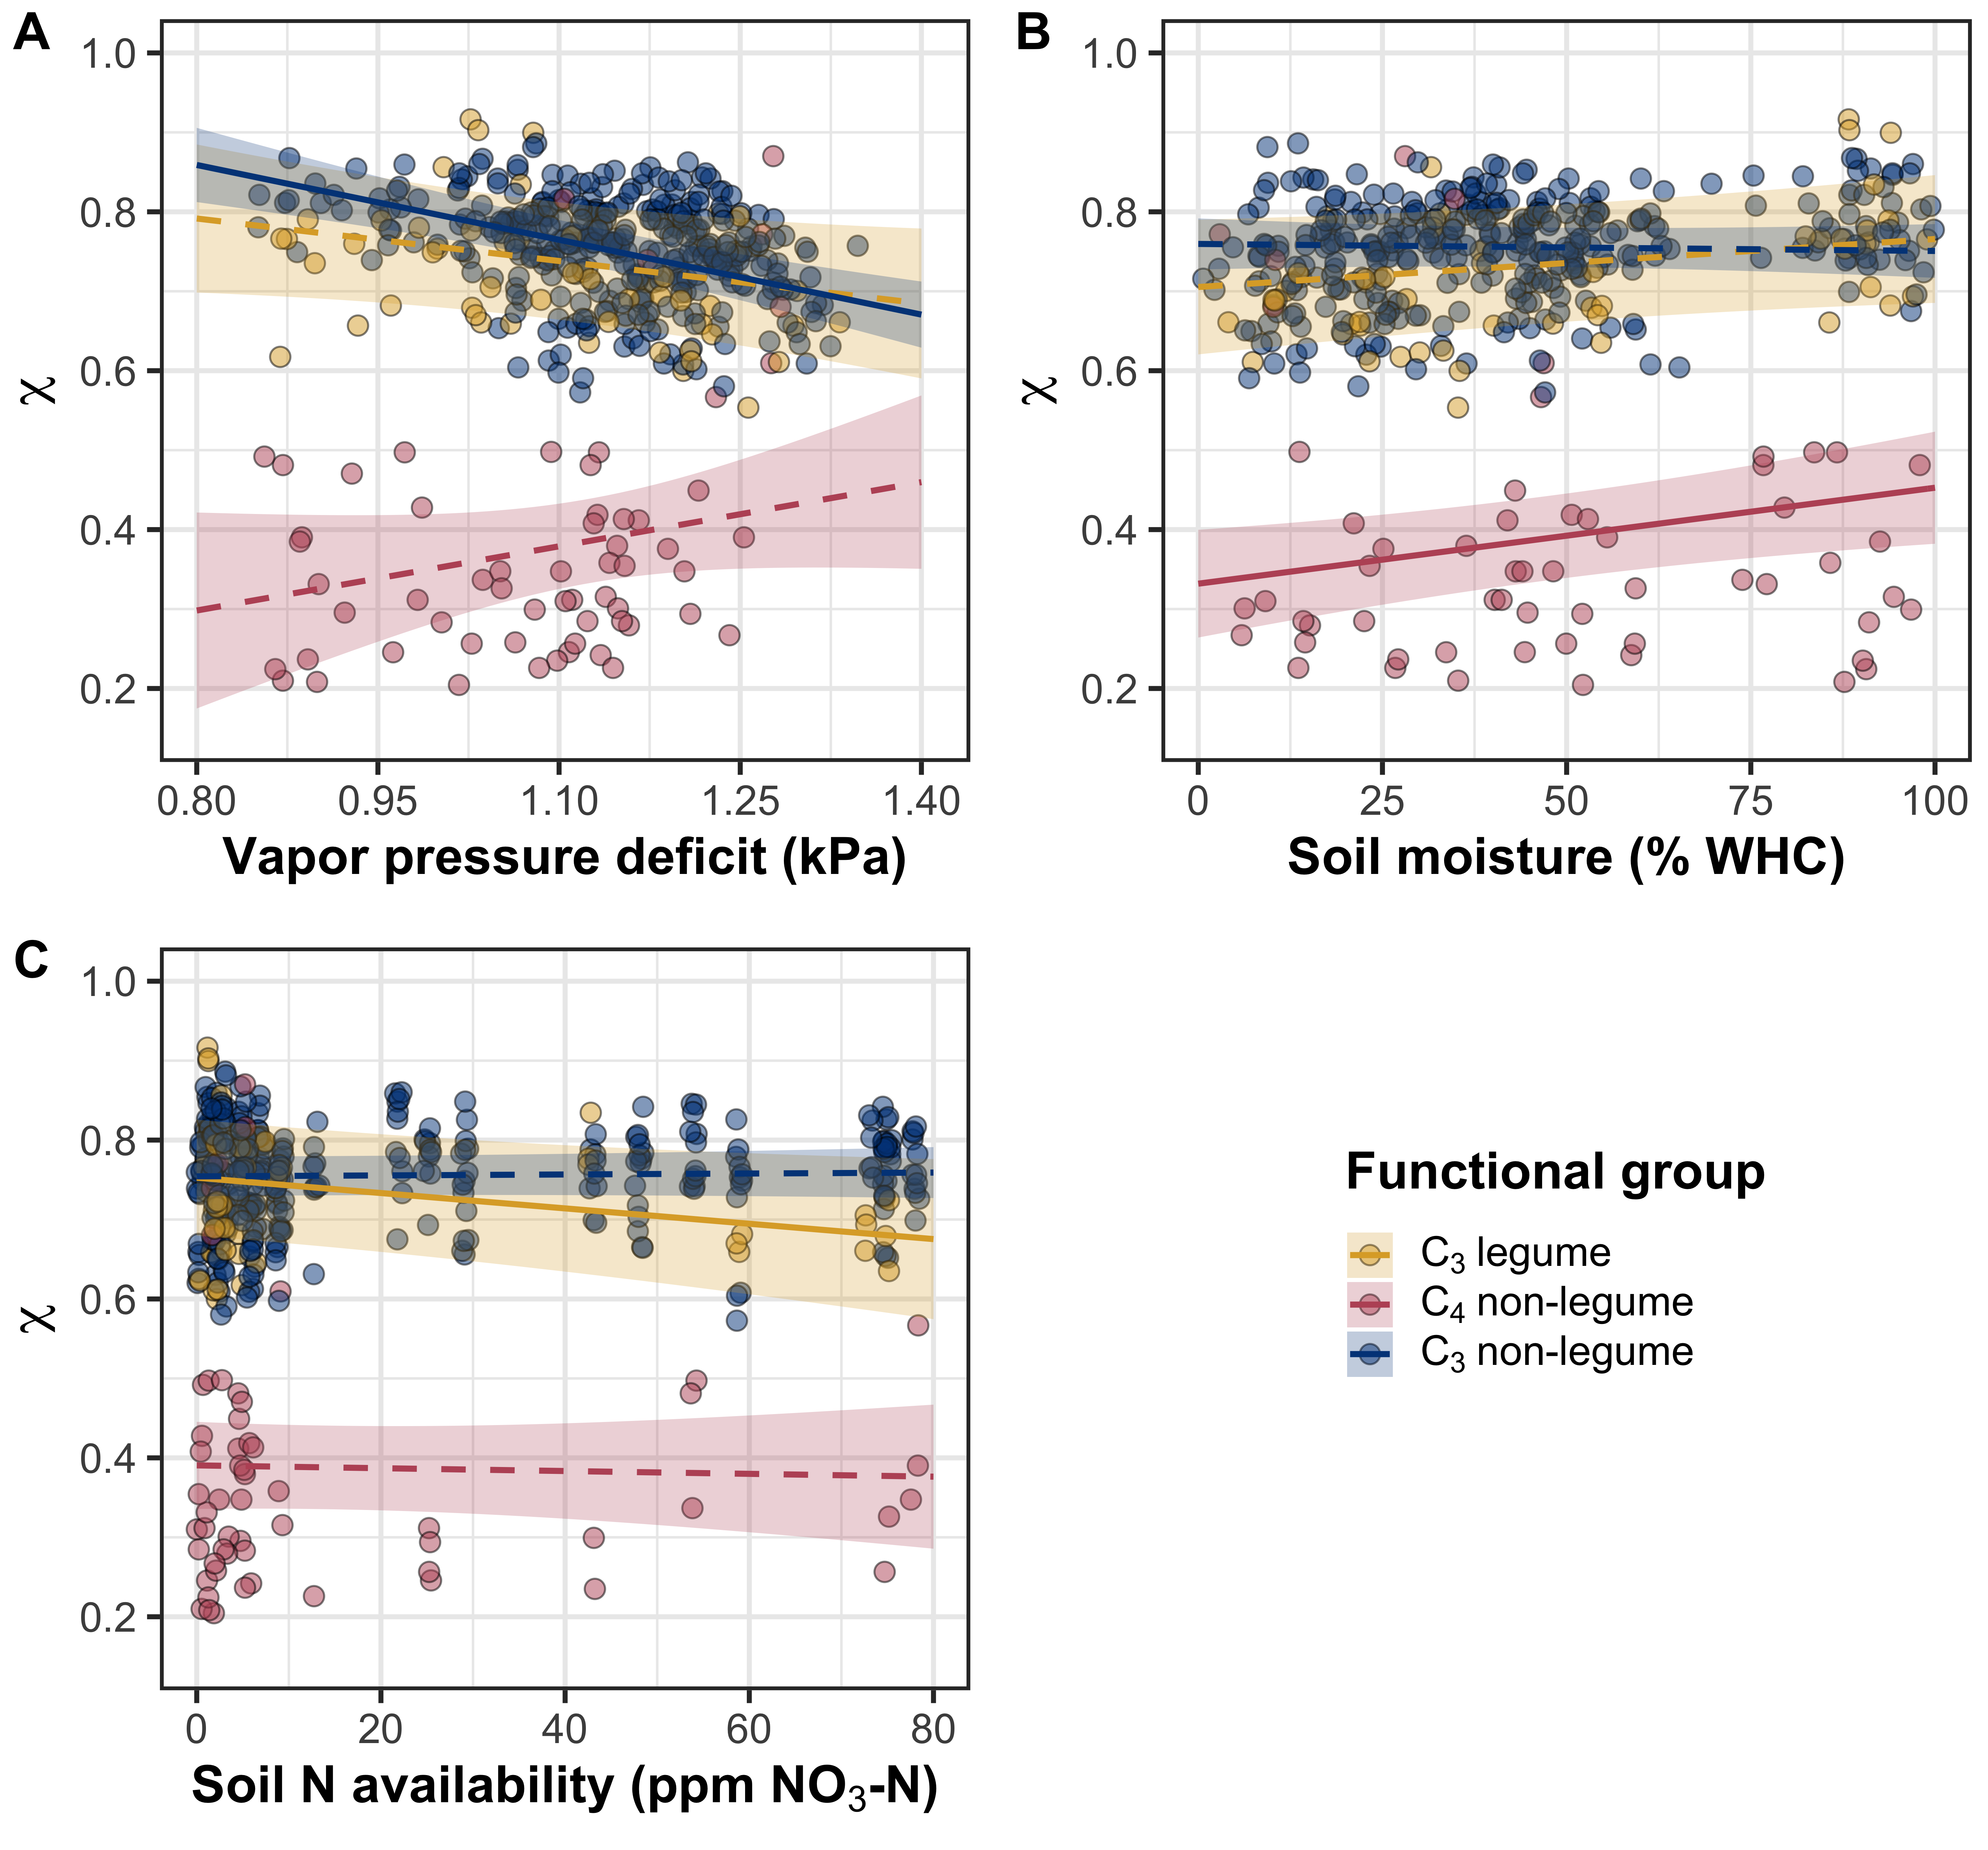 A
B
χ
1.0
0.8
0.6
0.4
0.2
0.80 0.95 1.10 1.25 1.40
Vapor pressure deficit (kPa)
χ
1.0
0.8
0.6
0.4
0.2
0 25 50 75 100
Soil moisture (% WHC)
C
χ
1.0
0.8
0.6
0.4
0.2
0 20 40 60 80
Soil N availability (ppm NO₃-N)
Functional group
C₃ legume
C₄ non-legume
C₃ non-legume